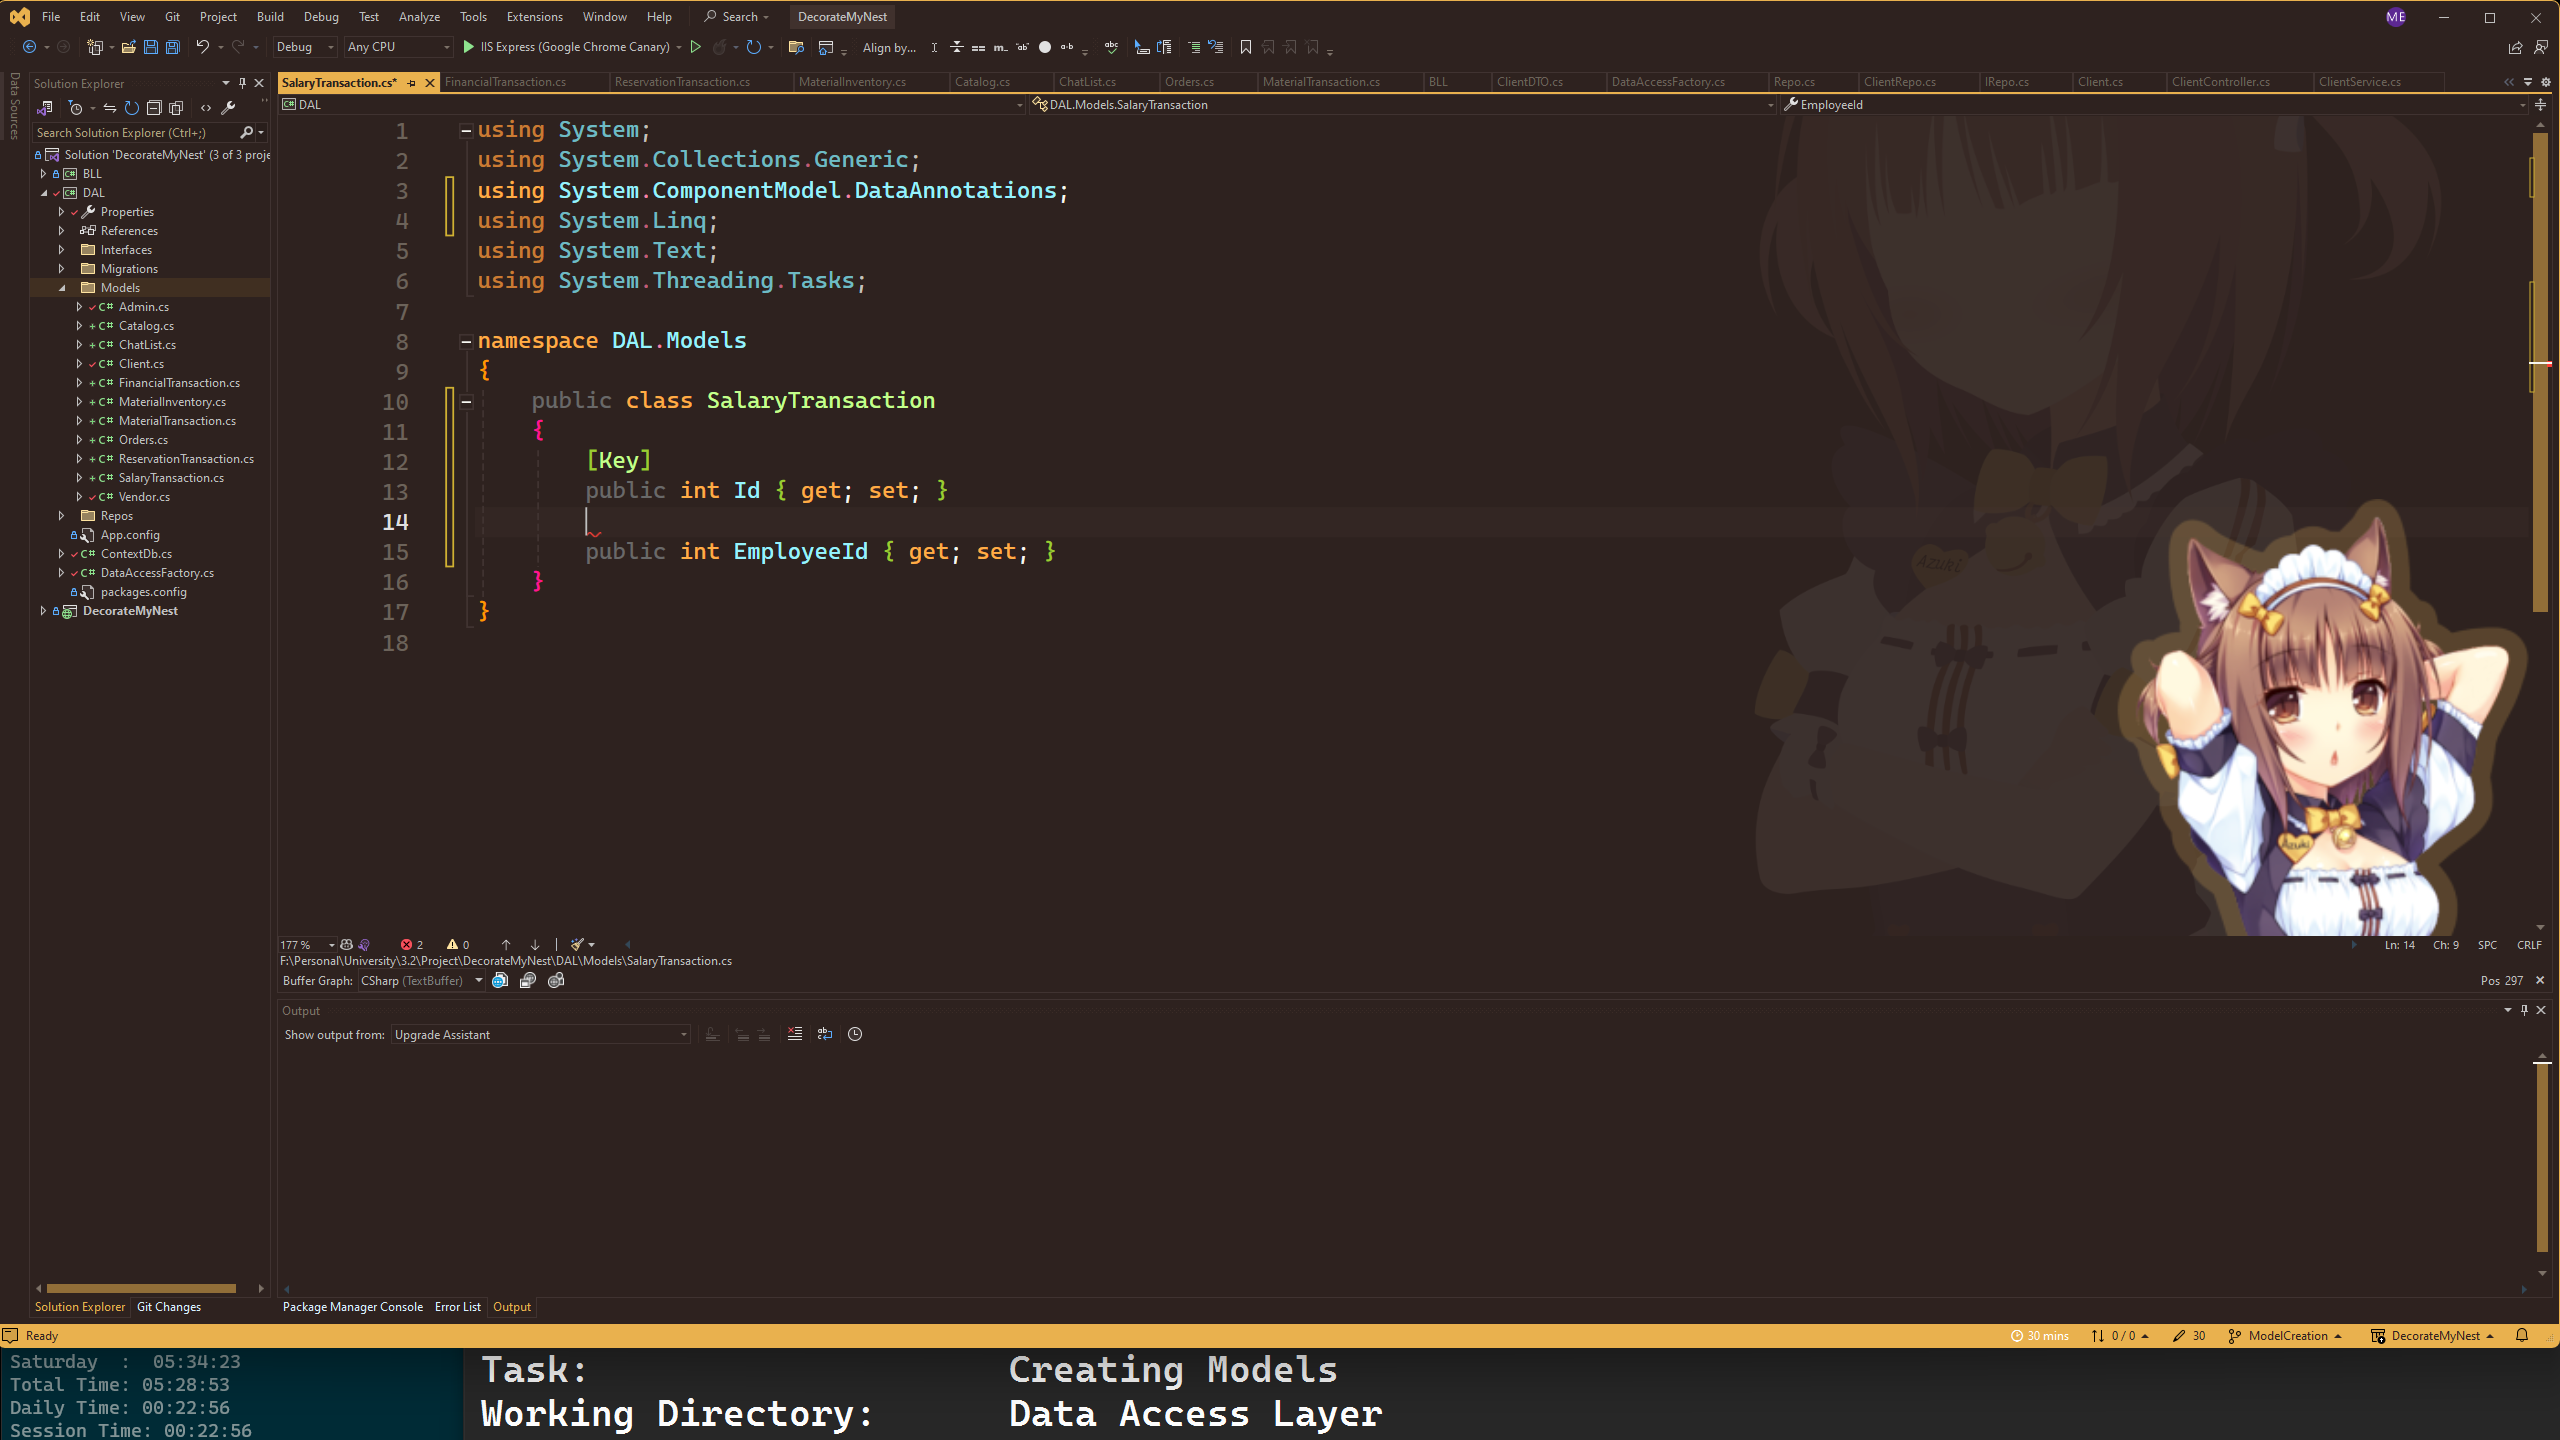 File Edit View Git Project Build Debug Test Analyze Tools Extensions Window Help Search DecorateMyNest ME
Debug Any CPU IIS Express (Google Chrome Canary) Align by...
Data Sources
Solution Explorer
Search Solution Explorer (Ctrl+;)
Solution 'DecorateMyNest' (3 of 3 proje
BLL
DAL
Properties
References
Interfaces
Migrations
Models
Admin.cs
Catalog.cs
ChatList.cs
Client.cs
FinancialTransaction.cs
MaterialInventory.cs
MaterialTransaction.cs
Orders.cs
ReservationTransaction.cs
SalaryTransaction.cs
Vendor.cs
Repos
App.config
ContextDb.cs
DataAccessFactory.cs
packages.config
DecorateMyNest
Solution Explorer Git Changes
SalaryTransaction.cs* FinancialTransaction.cs ReservationTransaction.cs MaterialInventory.cs Catalog.cs ChatList.cs Orders.cs MaterialTransaction.cs BLL ClientDTO.cs DataAccessFactory.cs Repo.cs ClientRepo.cs IRepo.cs Client.cs ClientController.cs ClientService.cs
DAL DAL.Models.SalaryTransaction EmployeeId
1 using System;
2 using System.Collections.Generic;
3 using System.ComponentModel.DataAnnotations;
4 using System.Linq;
5 using System.Text;
6 using System.Threading.Tasks;
7
8 namespace DAL.Models
9 {
10 public class SalaryTransaction
11 {
12 [Key]
13 public int Id { get; set; }
14
15 public int EmployeeId { get; set; }
16 }
17 }
18
Azuki
Azuki
177 % 2 0 Ln: 14 Ch: 9 SPC CRLF
F:\Personal\University\3.2\Project\DecorateMyNest\DAL\Models\SalaryTransaction.cs
Buffer Graph: CSharp (TextBuffer) Pos 297
Output
Show output from: Upgrade Assistant
Package Manager Console Error List Output
Ready 30 mins 0 / 0 30 ModelCreation DecorateMyNest
Saturday : 05:34:23
Total Time: 05:28:53
Daily Time: 00:22:56
Session Time: 00:22:56
Task: Creating Models
Working Directory: Data Access Layer